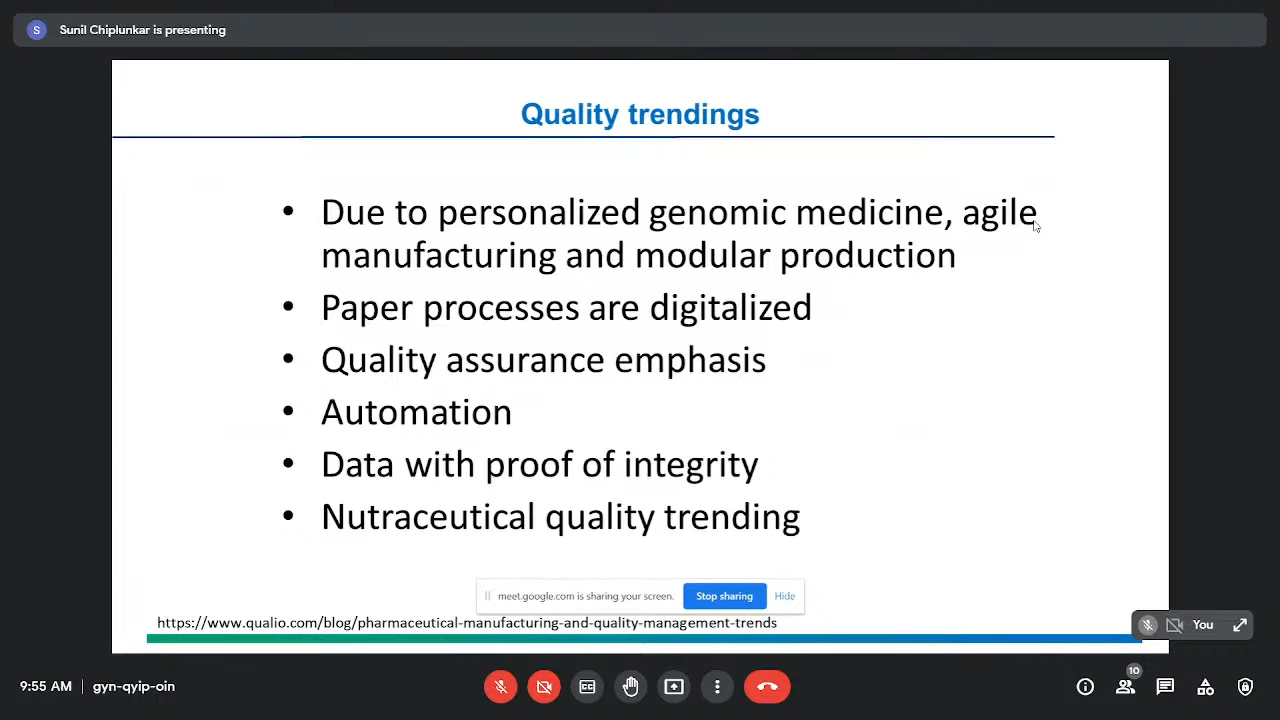 S
Sunil Chiplunkar is presenting
Quality trendings
• Due to personalized genomic medicine, agile
manufacturing and modular production
• Paper processes are digitalized
• Quality assurance emphasis
• Automation
• Data with proof of integrity
• Nutraceutical quality trending
meet.google.com is sharing your screen. Stop sharing Hide
https://www.qualio.com/blog/pharmaceutical-manufacturing-and-quality-management-trends
You
9:55 AM | gyn-qyip-oin
10